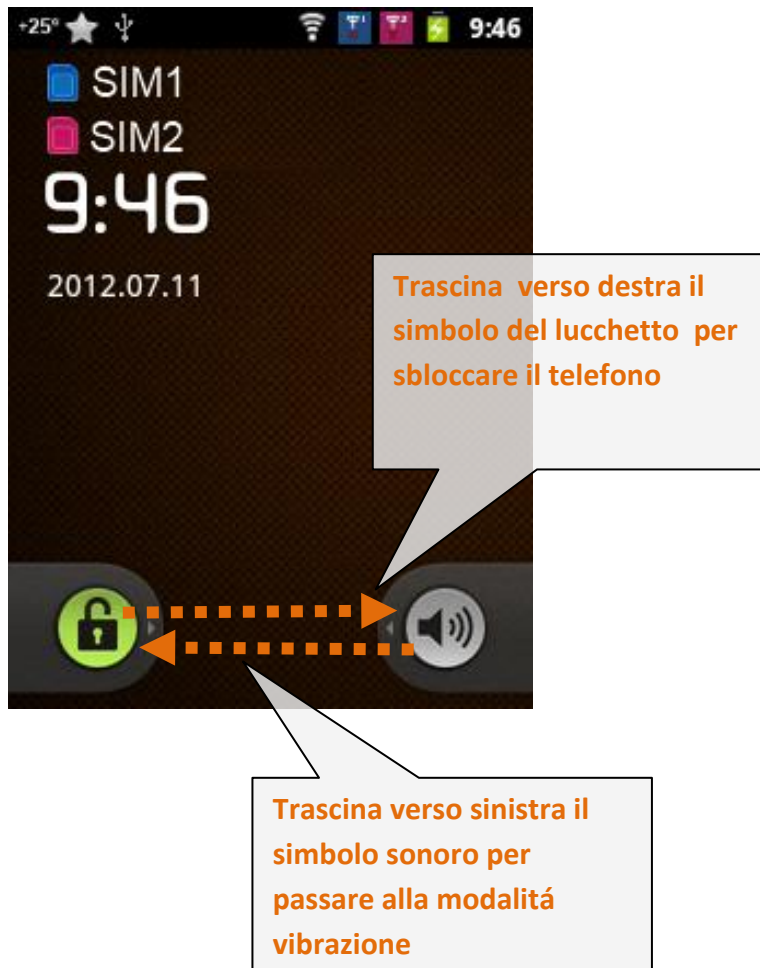 +25° 9:46
SIM1
SIM2
9:46
2012.07.11
Trascina verso destra il
simbolo del lucchetto per
sbloccare il telefono
Trascina verso sinistra il
simbolo sonoro per
passare alla modalitá
vibrazione